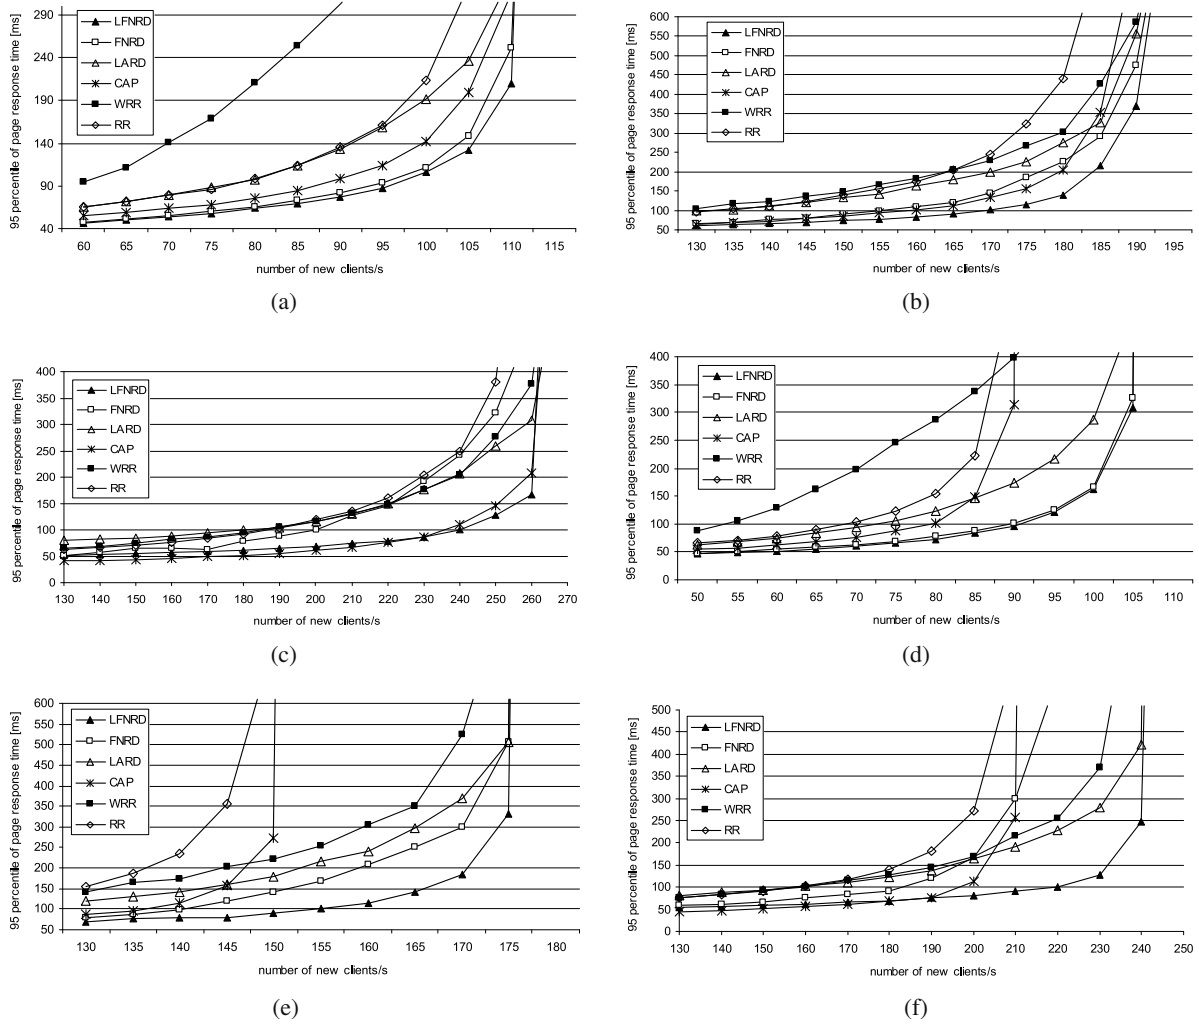 95 percentile of page response time [ms]
290
240
190
140
90
40
LFNRD
FNRD
LARD
CAP
WRR
RR
60 65 70 75 80 85 90 95 100 105 110 115
number of new clients/s
(a)
95 percentile of page response time [ms]
600
550
500
450
400
350
300
250
200
150
100
50
LFNRD
FNRD
LARD
CAP
WRR
RR
130 135 140 145 150 155 160 165 170 175 180 185 190 195
number of new clients/s
(b)
95 percentile of page response time [ms]
400
350
300
250
200
150
100
50
0
LFNRD
FNRD
LARD
CAP
WRR
RR
130 140 150 160 170 180 190 200 210 220 230 240 250 260 270
number of new clients/s
(c)
95 percentile of page response time [ms]
400
350
300
250
200
150
100
50
0
LFNRD
FNRD
LARD
CAP
WRR
RR
50 55 60 65 70 75 80 85 90 95 100 105 110
number of new clients/s
(d)
95 percentile of page response time [ms]
600
550
500
450
400
350
300
250
200
150
100
50
LFNRD
FNRD
LARD
CAP
WRR
RR
130 135 140 145 150 155 160 165 170 175 180
number of new clients/s
(e)
95 percentile of page response time [ms]
500
450
400
350
300
250
200
150
100
50
0
LFNRD
FNRD
LARD
CAP
WRR
RR
130 140 150 160 170 180 190 200 210 220 230 240 250
number of new clients/s
(f)